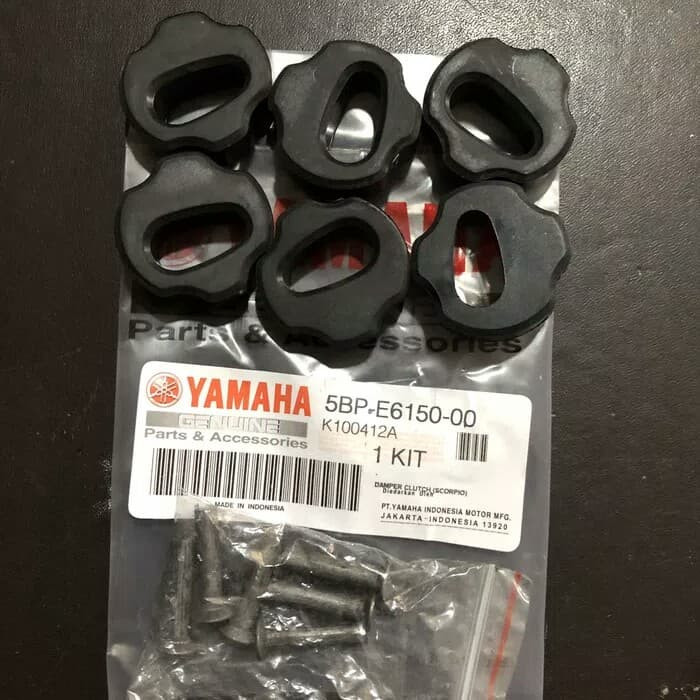 Parts & Accessories
YAMAHA
GENUINE
Parts & Accessories
MADE IN INDONESIA
5BP-E6150-00
K100412A
1 KIT
DAMPER CLUTCH (SCORPIO)
Diedarkan Oleh
PT.YAMAHA INDONESIA MOTOR MFG.
JAKARTA-INDONESIA 13920